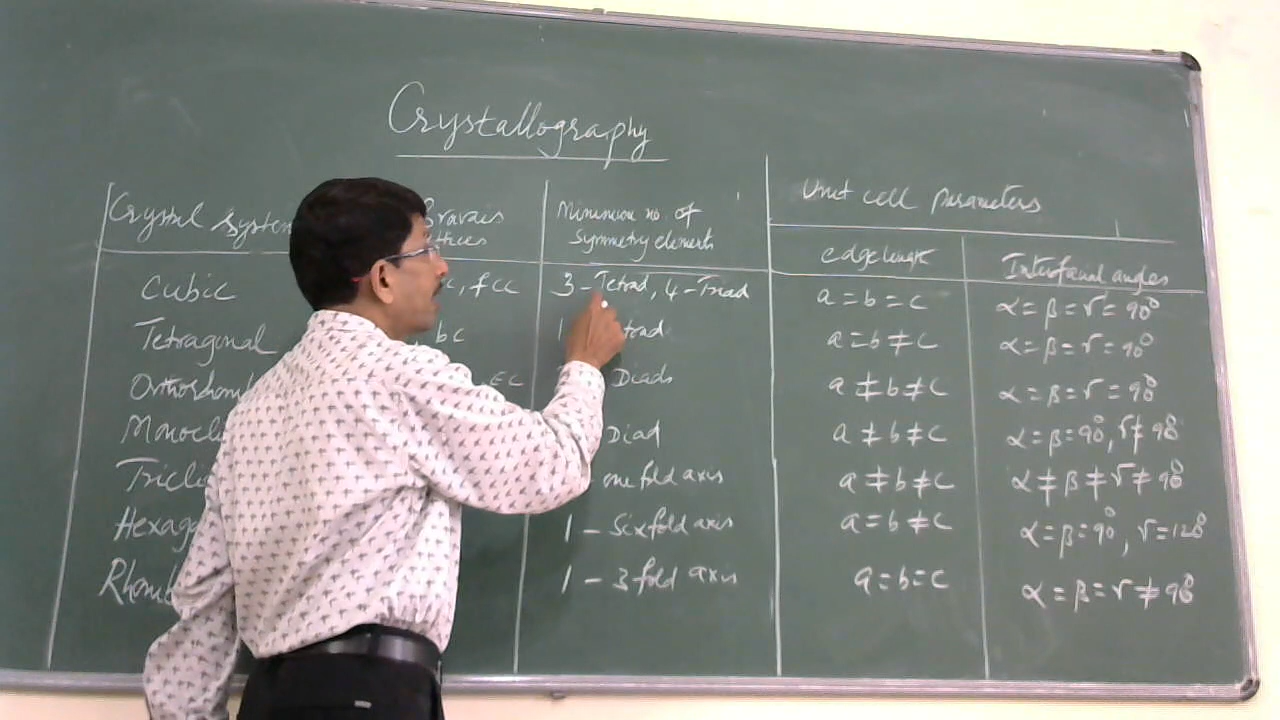 Crystallography
Crystal System Bravais Minimum no. of Unit cell parameters
Symmetry elements
edge length Interfacial angles
Cubic , fcc 3 - Tetrad, 4 - Triad a = b = c α = β = γ = 90°
Tetragonal , bc 1 a = b ≠ c α = β = γ = 90°
EC Diads a ≠ b ≠ c α = β = γ = 90°
Diad a ≠ b ≠ c α = β = 90°, γ ≠ 90°
one fold axis a ≠ b ≠ c α ≠ β ≠ γ ≠ 90°
1 - Six fold axis a = b ≠ c α = β = 90°, γ = 120°
1 - 3 fold axis a = b = c α = β = γ ≠ 90°